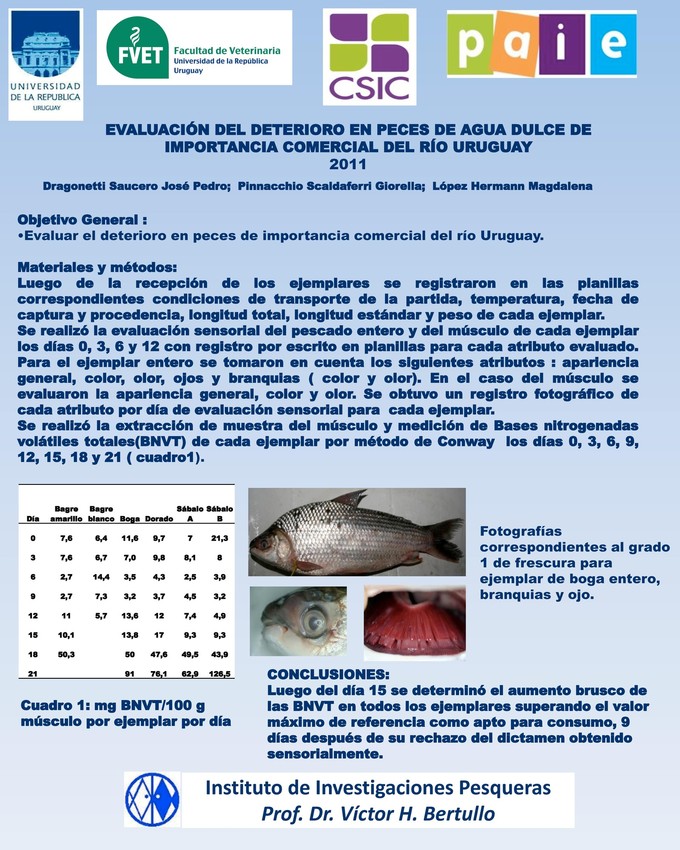 UNIVERSIDAD
DE LA REPUBLICA
URUGUAY
FVET
Facultad de Veterinaria
Universidad de la República
Uruguay
CSIC
paie
EVALUACIÓN DEL DETERIORO EN PECES DE AGUA DULCE DE
IMPORTANCIA COMERCIAL DEL RÍO URUGUAY
2011
Dragonetti Saucero José Pedro; Pinnacchio Scaldaferri Giorella; López Hermann Magdalena
Objetivo General :
•Evaluar el deterioro en peces de importancia comercial del río Uruguay.
Materiales y métodos:
Luego de la recepción de los ejemplares se registraron en las planillas
correspondientes condiciones de transporte de la partida, temperatura, fecha de
captura y procedencia, longitud total, longitud estándar y peso de cada ejemplar.
Se realizó la evaluación sensorial del pescado entero y del músculo de cada ejemplar
los días 0, 3, 6 y 12 con registro por escrito en planillas para cada atributo evaluado.
Para el ejemplar entero se tomaron en cuenta los siguientes atributos : apariencia
general, color, olor, ojos y branquias ( color y olor). En el caso del músculo se
evaluaron la apariencia general, color y olor. Se obtuvo un registro fotográfico de
cada atributo por día de evaluación sensorial para cada ejemplar.
Se realizó la extracción de muestra del músculo y medición de Bases nitrogenadas
volátiles totales(BNVT) de cada ejemplar por método de Conway los días 0, 3, 6, 9,
12, 15, 18 y 21 ( cuadro1).
Bagre Bagre Sábalo Sábalo
Día amarillo blanco Boga Dorado A B
0 7,6 6,4 11,6 9,7 7 21,3
3 7,6 6,7 7,0 9,8 8,1 8
6 2,7 14,4 3,5 4,3 2,5 3,9
9 2,7 7,3 3,2 3,7 4,5 3,2
12 11 5,7 13,6 12 7,4 4,9
15 10,1 13,8 17 9,3 9,3
18 50,3 50 47,6 49,5 43,9
21 91 76,1 62,9 126,5
Cuadro 1: mg BNVT/100 g
músculo por ejemplar por día
Fotografías
correspondientes al grado
1 de frescura para
ejemplar de boga entero,
branquias y ojo.
CONCLUSIONES:
Luego del día 15 se determinó el aumento brusco de
las BNVT en todos los ejemplares superando el valor
máximo de referencia como apto para consumo, 9
días después de su rechazo del dictamen obtenido
sensorialmente.
Instituto de Investigaciones Pesqueras
Prof. Dr. Víctor H. Bertullo